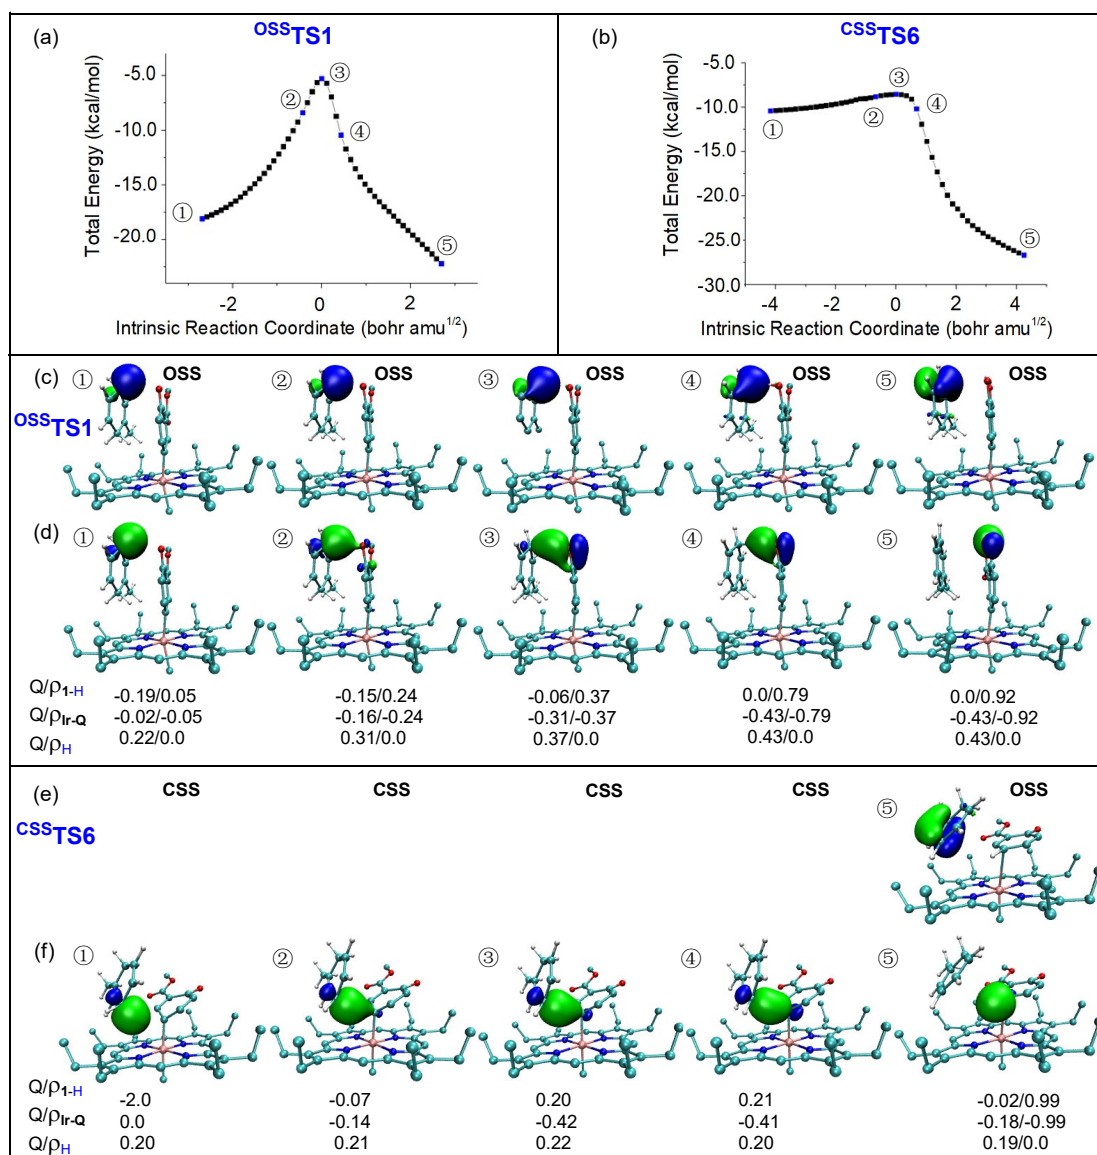 (a) OSSTS1
-5.0
-10.0
-15.0
-20.0
Total Energy (kcal/mol)
① ② ③ ④ ⑤
-2 0 2
Intrinsic Reaction Coordinate (bohr amu1/2)
(b) CSSTS6
-5.0
-10.0
-15.0
-20.0
-25.0
-30.0
Total Energy (kcal/mol)
① ② ③ ④ ⑤
-4 -2 0 2 4
Intrinsic Reaction Coordinate (bohr amu1/2)
(c) ① OSS ② OSS ③ OSS ④ OSS ⑤ OSS
OSSTS1
(d) ① ② ③ ④ ⑤
Q/ρ1-H -0.19/0.05 -0.15/0.24 -0.06/0.37 0.0/0.79 0.0/0.92
Q/ρIr-Q -0.02/-0.05 -0.16/-0.24 -0.31/-0.37 -0.43/-0.79 -0.43/-0.92
Q/ρH 0.22/0.0 0.31/0.0 0.37/0.0 0.43/0.0 0.43/0.0
(e) CSS CSS CSS CSS OSS
CSSTS6 ⑤
(f) ① ② ③ ④ ⑤
Q/ρ1-H -2.0 -0.07 0.20 0.21 -0.02/0.99
Q/ρIr-Q 0.0 -0.14 -0.42 -0.41 -0.18/-0.99
Q/ρH 0.20 0.21 0.22 0.20 0.19/0.0